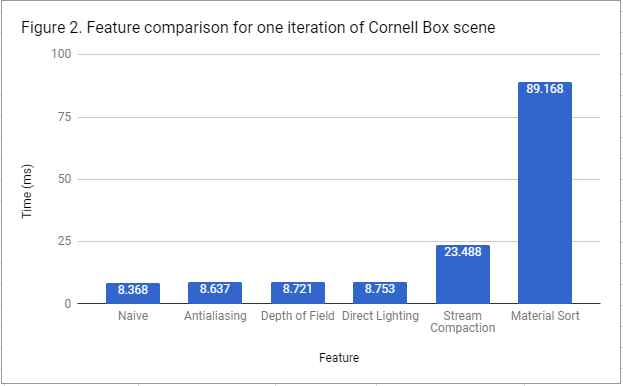 Figure 2. Feature comparison for one iteration of Cornell Box scene
100
75
50
25
0
Time (ms)
8.368
8.637
8.721
8.753
23.488
89.168
Naive
Antialiasing
Depth of Field
Direct Lighting
Stream
Compaction
Material Sort
Feature